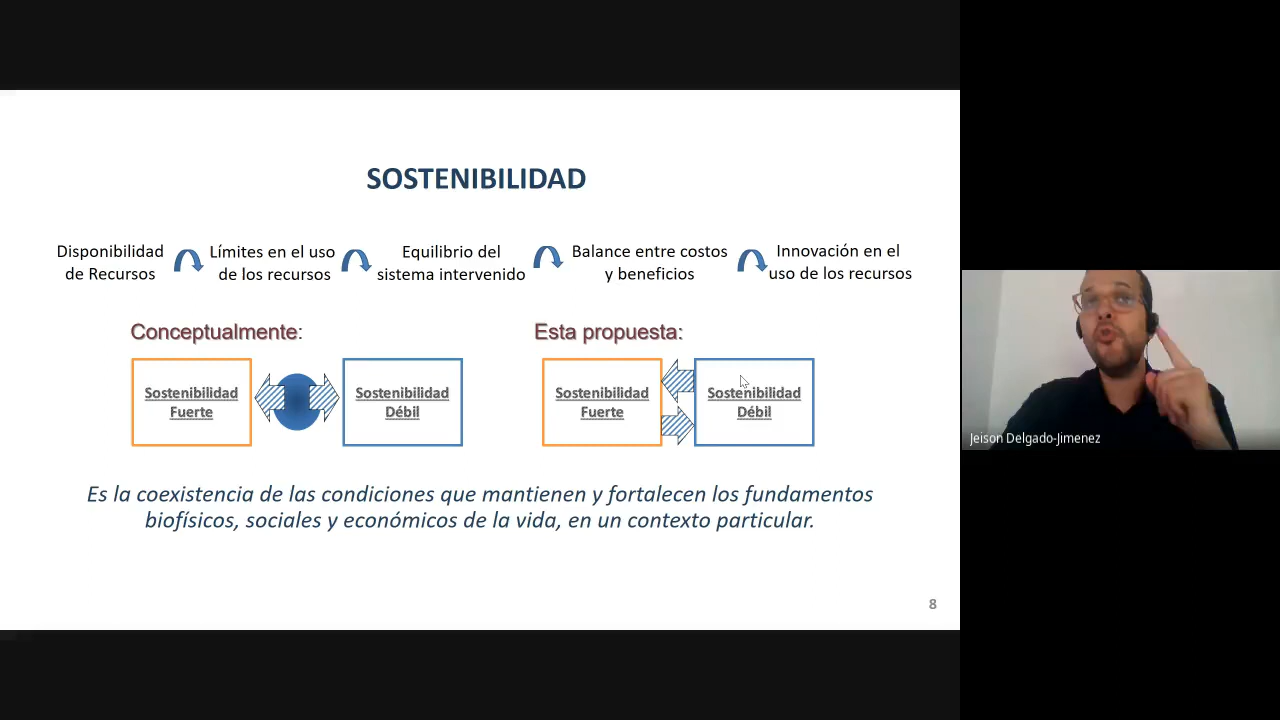 SOSTENIBILIDAD
Disponibilidad
de Recursos
Límites en el uso
de los recursos
Equilibrio del
sistema intervenido
Balance entre costos
y beneficios
Innovación en el
uso de los recursos
Conceptualmente:
Esta propuesta:
Sostenibilidad
Fuerte
Sostenibilidad
Débil
Sostenibilidad
Fuerte
Sostenibilidad
Débil
Es la coexistencia de las condiciones que mantienen y fortalecen los fundamentos
biofísicos, sociales y económicos de la vida, en un contexto particular.
8
Jeison Delgado-Jimenez